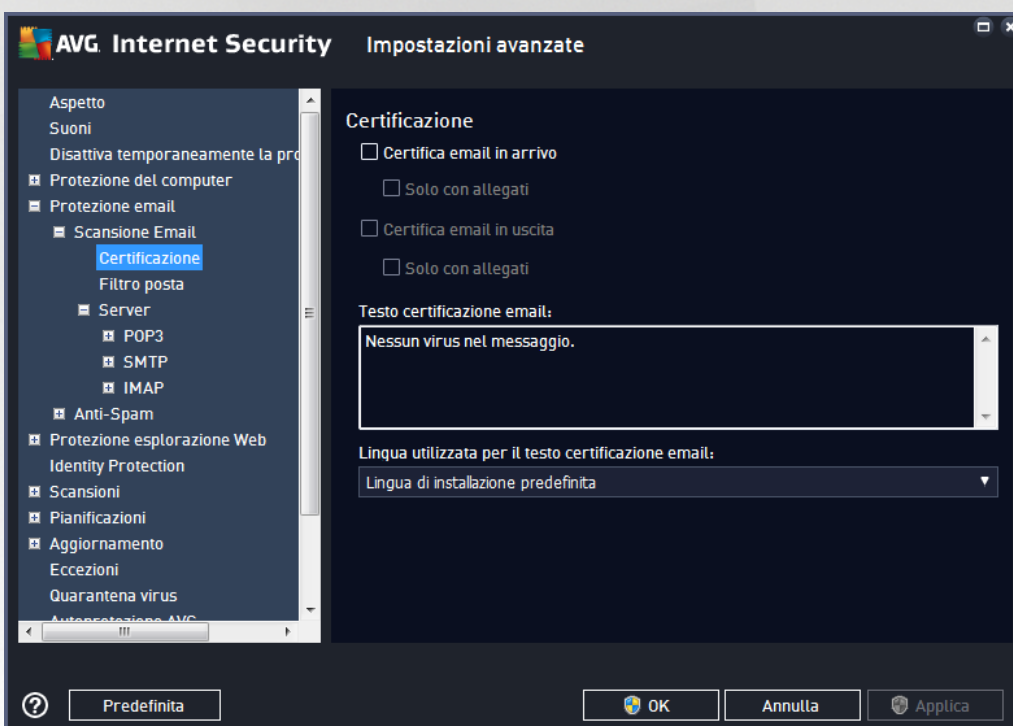 AVG. Internet Security Impostazioni avanzate
Aspetto
Suoni
Disattiva temporaneamente la pro
Protezione del computer
Protezione email
Scansione Email
Certificazione
Filtro posta
Server
POP3
SMTP
IMAP
Anti-Spam
Protezione esplorazione Web
Identity Protection
Scansioni
Pianificazioni
Aggiornamento
Eccezioni
Quarantena virus
Autoprotezione AVG
Certificazione
Certifica email in arrivo
Solo con allegati
Certifica email in uscita
Solo con allegati
Testo certificazione email:
Nessun virus nel messaggio.
Lingua utilizzata per il testo certificazione email:
Lingua di installazione predefinita
Predefinita
OK
Annulla
Applica